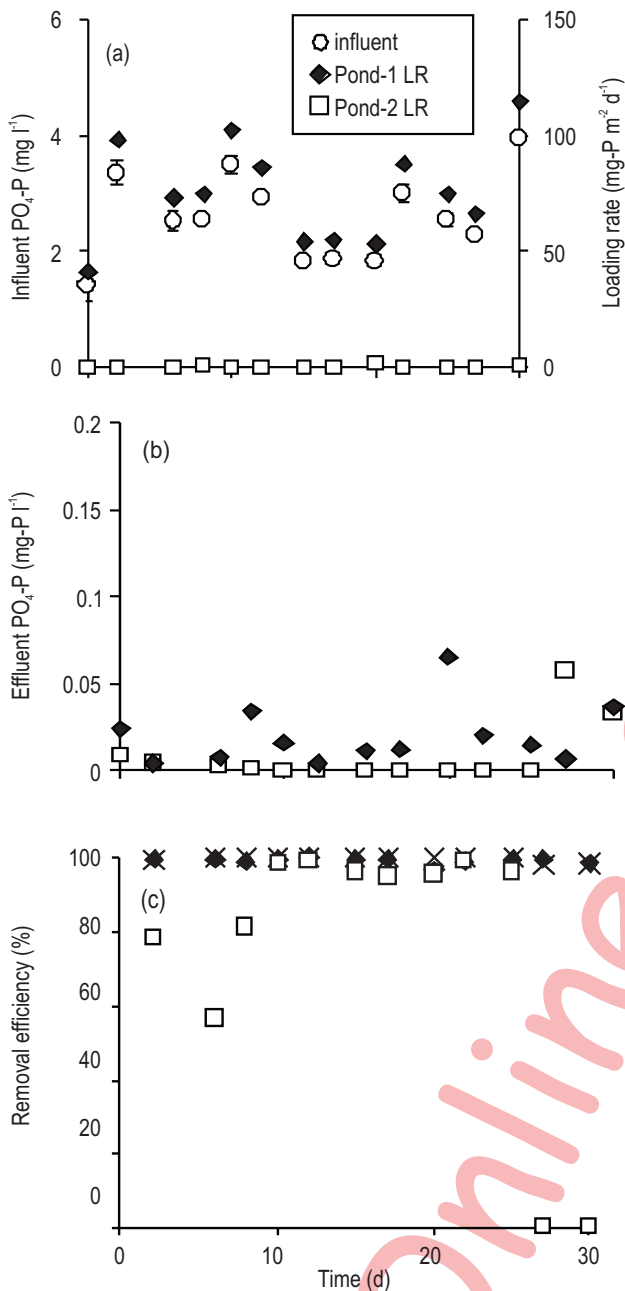 (a)
influent
Pond-1 LR
Pond-2 LR
6
4
2
0
Influent PO₄-P (mg l⁻¹)
150
100
50
0
Loading rate (mg-P m⁻² d⁻¹)
(b)
0.2
0.15
0.1
0.05
0
Effluent PO₄-P (mg-P l⁻¹)
(c)
100
80
60
40
20
0
Removal efficiency (%)
0 10 20 30
Time (d)
Online